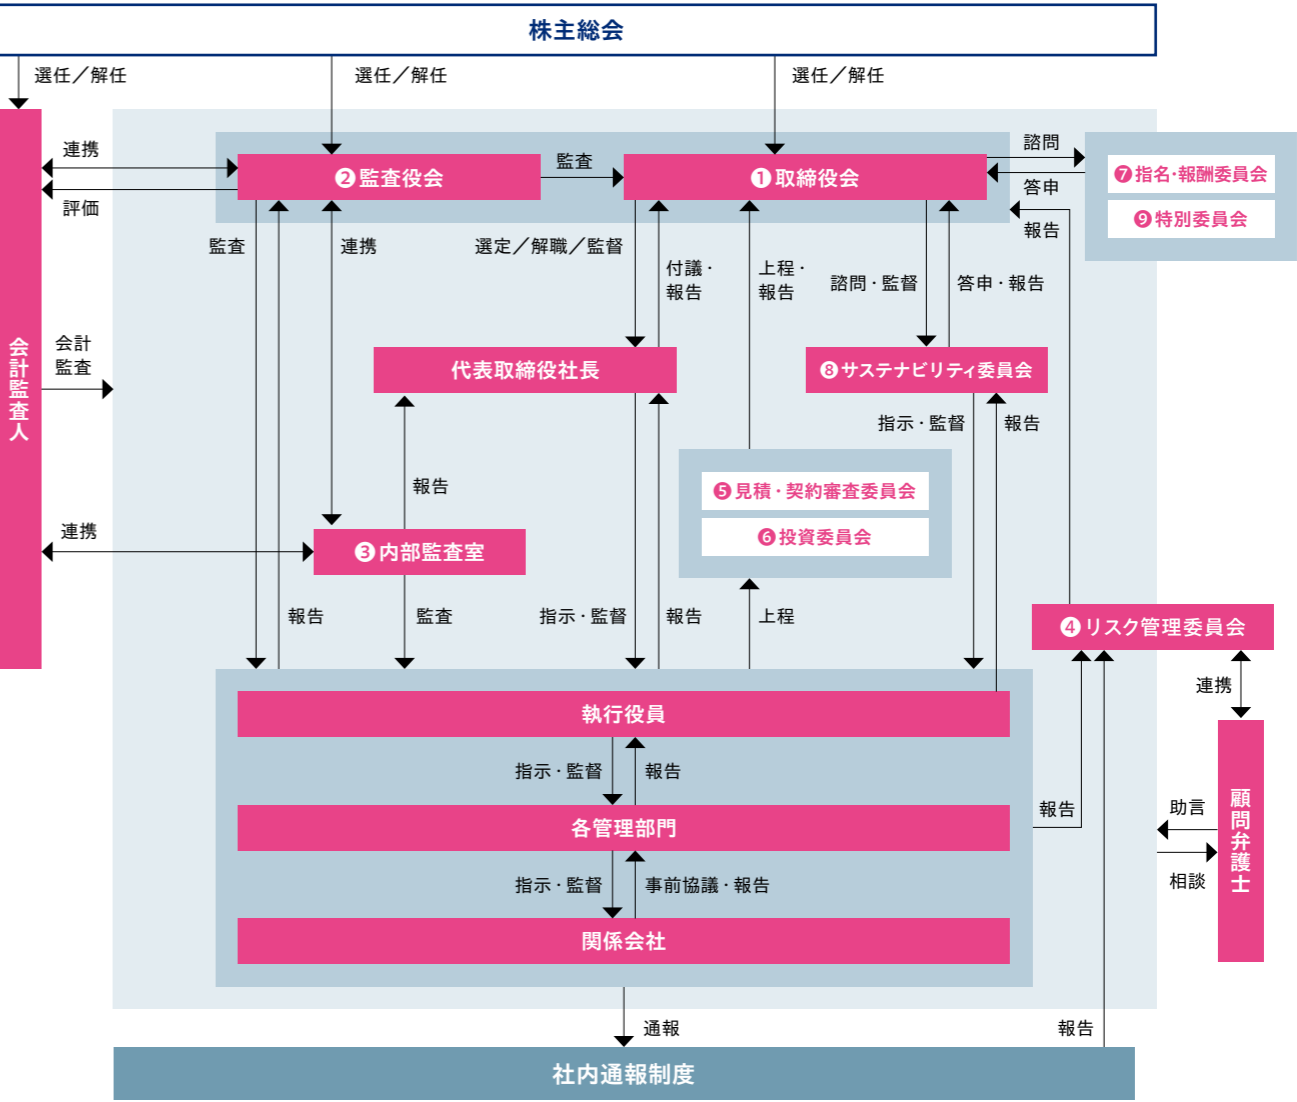 株主総会
選任／解任
選任／解任
選任／解任
連携
評価
❷監査役会
監査
❶取締役会
諮問
答申
報告
❼指名・報酬委員会
❾特別委員会
監査
連携
選定／解職／監督
付議・
報告
上程・
報告
諮問・監督
答申・報告
会計監査人
会計
監査
代表取締役社長
❽サステナビリティ委員会
指示・監督
報告
報告
❺見積・契約審査委員会
❻投資委員会
連携
❸内部監査室
報告
監査
指示・監督
報告
上程
❹リスク管理委員会
連携
執行役員
指示・監督
報告
各管理部門
報告
助言
相談
顧問弁護士
指示・監督
事前協議・報告
関係会社
通報
報告
社内通報制度